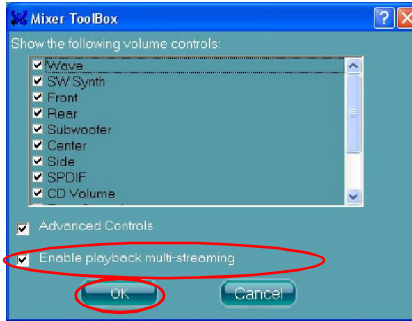 Mixer ToolBox
Show the following volume controls:
Wave
SW Synth
Front
Rear
Subwoofer
Center
Side
SPDIF
CD Volume
Advanced Controls
Enable playback multi-streaming
OK
Cancel